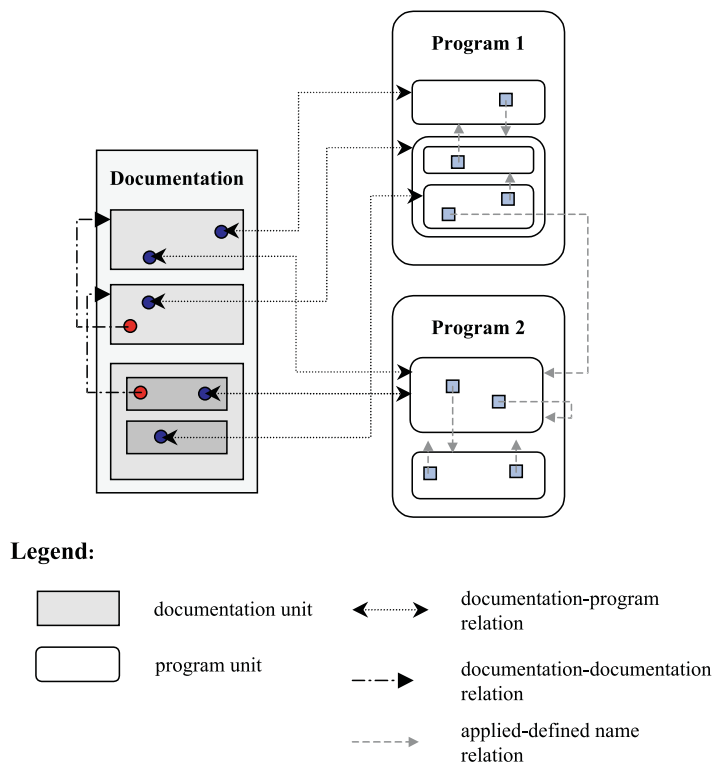 Program 1
Documentation
Program 2
Legend:
documentation unit
documentation-program
relation
program unit
documentation-documentation
relation
applied-defined name
relation